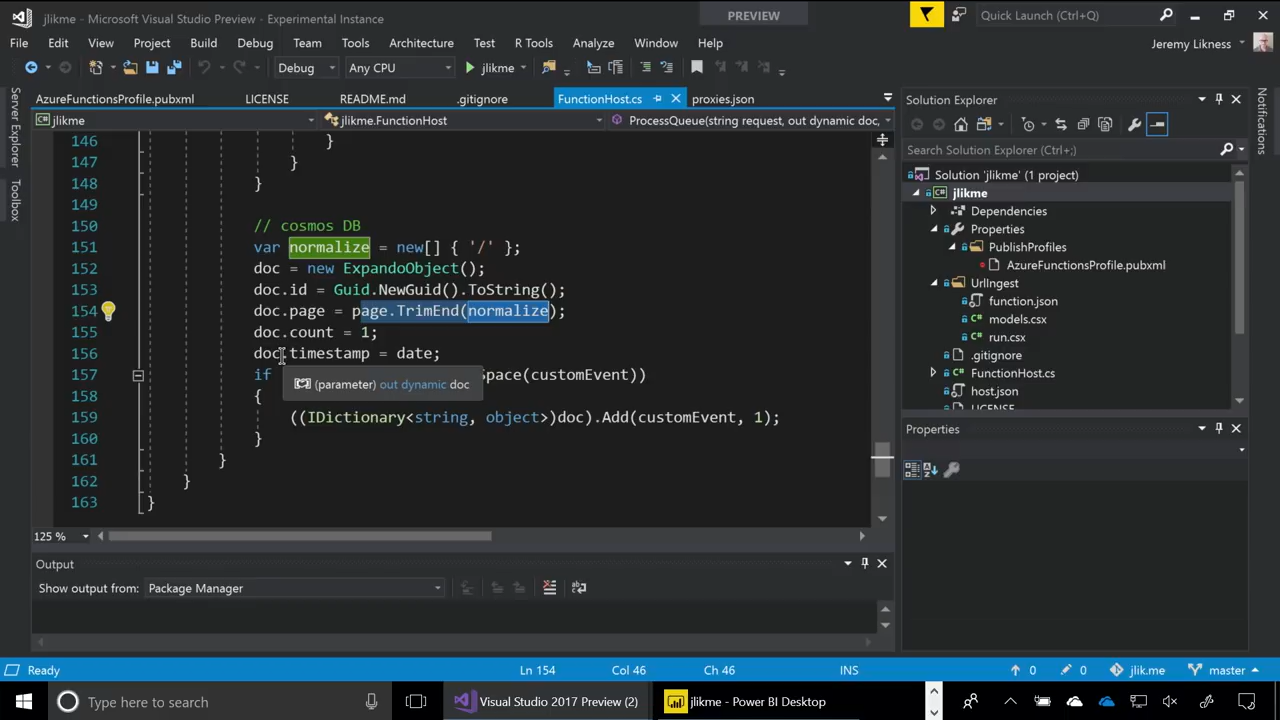 jlikme - Microsoft Visual Studio Preview - Experimental Instance
PREVIEW
Quick Launch (Ctrl+Q)
File Edit View Project Build Debug Team Tools Architecture Test R Tools Analyze Window Help
Jeremy Likness
Debug Any CPU jlikme
AzureFunctionsProfile.pubxml LICENSE README.md .gitignore FunctionHost.cs proxies.json
jlikme jlikme.FunctionHost ProcessQueue(string request, out dynamic doc,
146 }
147 }
148 }
149
150 // cosmos DB
151 var normalize = new[] { '/' };
152 doc = new ExpandoObject();
153 doc.id = Guid.NewGuid().ToString();
154 doc.page = page.TrimEnd(normalize);
155 doc.count = 1;
156 doc.timestamp = date;
157 if Space(customEvent))
(parameter) out dynamic doc
158 {
159 ((IDictionary<string, object>)doc).Add(customEvent, 1);
160 }
161 }
162 }
163 }
125 %
Server Explorer
Toolbox
Output
Show output from: Package Manager
Solution Explorer
Search Solution Explorer (Ctrl+;)
Solution 'jlikme' (1 project)
jlikme
Dependencies
Properties
PublishProfiles
AzureFunctionsProfile.pubxml
UrlIngest
function.json
models.csx
run.csx
.gitignore
FunctionHost.cs
host.json
LICENSE
Properties
Notifications
Ready Ln 154 Col 46 Ch 46 INS 0 0 jlik.me master
Type here to search Visual Studio 2017 Preview (2) jlikme - Power BI Desktop